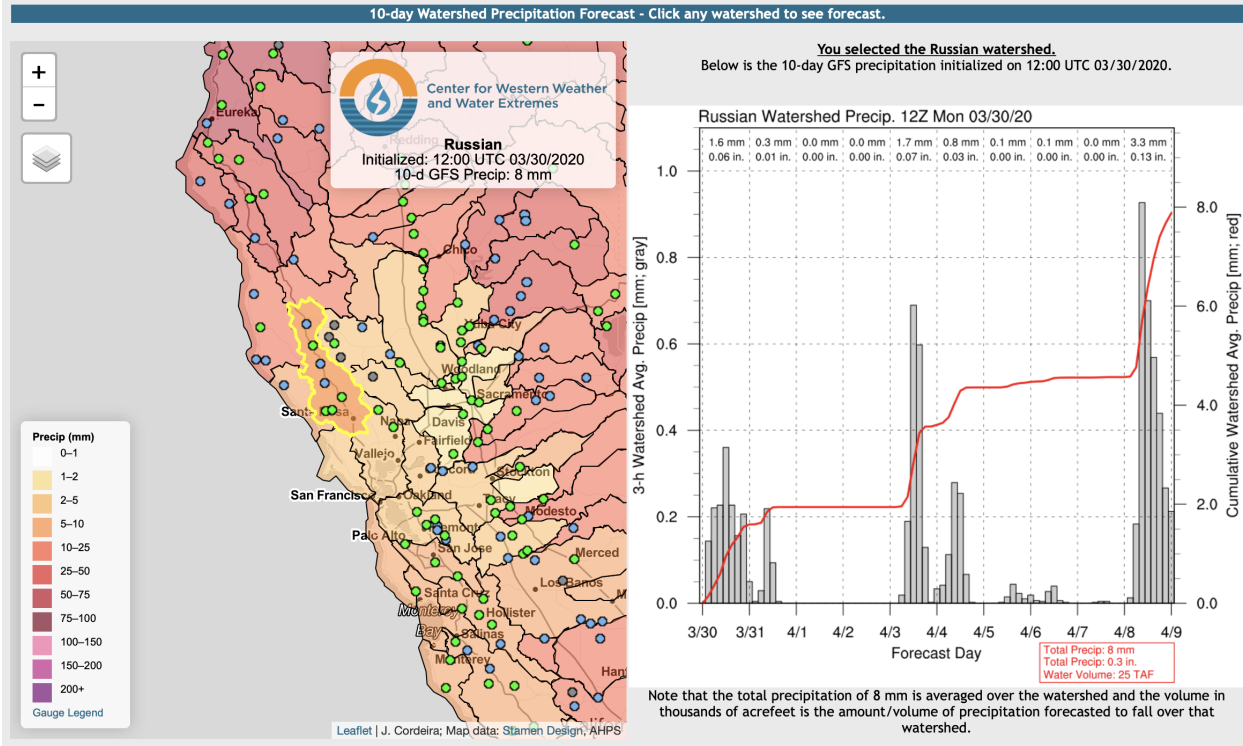 10-day Watershed Precipitation Forecast - Click any watershed to see forecast.
+
−
Center for Western Weather
and Water Extremes
Redding
Russian
Initialized: 12:00 UTC 03/30/2020
10-d GFS Precip: 8 mm
Eureka
Chico
Yuba City
Woodland
Sacramento
Santa Rosa
Napa
Davis
Fairfield
Vallejo
Stockton
San Francisco
Oakland
Tracy
Modesto
Palo Alto
San Jose
Merced
Los Banos
Santa Cruz
Monterey
Bay
Hollister
Salinas
Monterey
Precip (mm)
0–1
1–2
2–5
5–10
10–25
25–50
50–75
75–100
100–150
150–200
200+
Gauge Legend
Leaflet | J. Cordeira; Map data: Stamen Design, AHPS
You selected the Russian watershed.
Below is the 10-day GFS precipitation initialized on 12:00 UTC 03/30/2020.
Russian Watershed Precip. 12Z Mon 03/30/20
1.6 mm 0.3 mm 0.0 mm 0.0 mm 1.7 mm 0.8 mm 0.1 mm 0.1 mm 0.0 mm 3.3 mm
0.06 in. 0.01 in. 0.00 in. 0.00 in. 0.07 in. 0.03 in. 0.00 in. 0.00 in. 0.00 in. 0.13 in.
3-h Watershed Avg. Precip [mm; gray]
1.0
0.8
0.6
0.4
0.2
0.0
8.0
6.0
4.0
2.0
0.0
Cumulative Watershed Avg. Precip [mm; red]
3/30 3/31 4/1 4/2 4/3 4/4 4/5 4/6 4/7 4/8 4/9
Forecast Day
Total Precip: 8 mm
Total Precip: 0.3 in.
Water Volume: 25 TAF
Note that the total precipitation of 8 mm is averaged over the watershed and the volume in
thousands of acrefeet is the amount/volume of precipitation forecasted to fall over that
watershed.